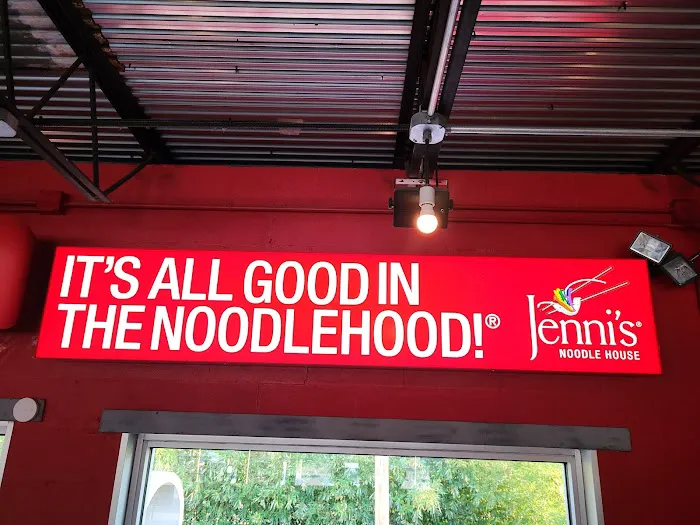 IT'S ALL GOOD IN
THE NOODLEHOOD!®
Jenni's®
NOODLE HOUSE